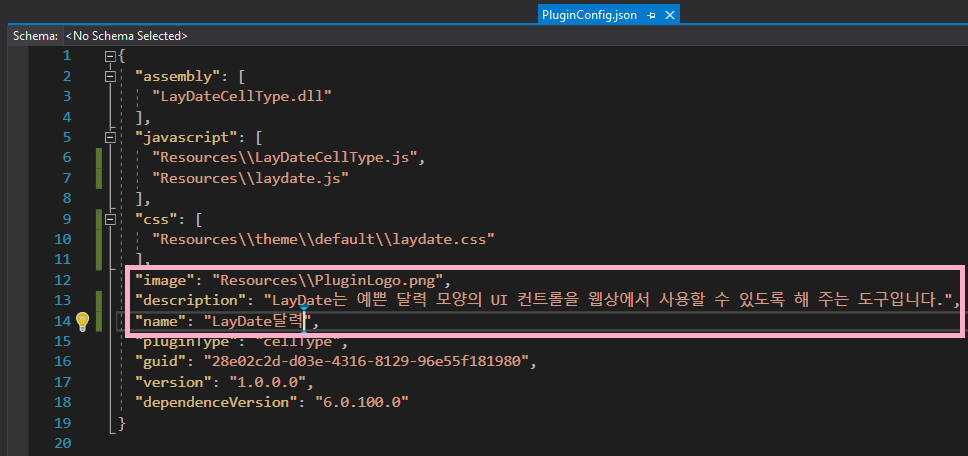 PluginConfig.json
Schema: <No Schema Selected>
1 {
2 "assembly": [
3 "LayDateCellType.dll"
4 ],
5 "javascript": [
6 "Resources\\LayDateCellType.js",
7 "Resources\\laydate.js"
8 ],
9 "css": [
10 "Resources\\theme\\default\\laydate.css"
11 ],
12 "image": "Resources\\PluginLogo.png",
13 "description": "LayDate는 예쁜 달력 모양의 UI 컨트롤을 웹상에서 사용할 수 있도록 해 주는 도구입니다.",
14 "name": "LayDate달력",
15 "pluginType": "cellType",
16 "guid": "28e02c2d-d03e-4316-8129-96e55f181980",
17 "version": "1.0.0.0",
18 "dependenceVersion": "6.0.100.0"
19 }
20